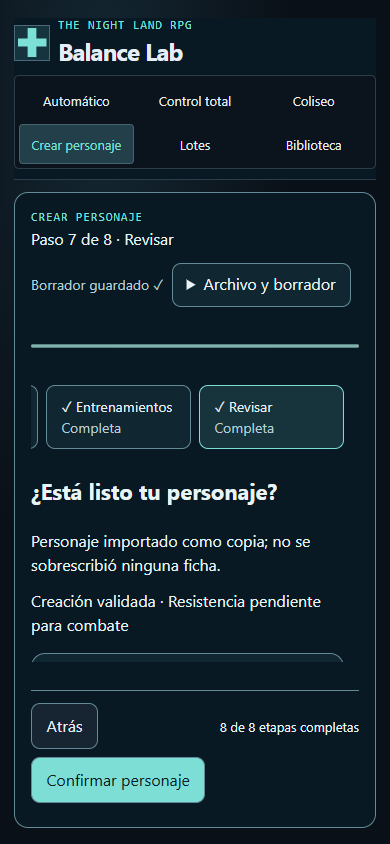 THE NIGHT LAND RPG
Balance Lab
Automático
Control total
Coliseo
Crear personaje
Lotes
Biblioteca
CREAR PERSONAJE
Paso 7 de 8 · Revisar
Borrador guardado ✓
▶ Archivo y borrador
✓ Entrenamientos
Completa
✓ Revisar
Completa
¿Está listo tu personaje?
Personaje importado como copia; no se
sobrescribió ninguna ficha.
Creación validada · Resistencia pendiente
para combate
Atrás
8 de 8 etapas completas
Confirmar personaje